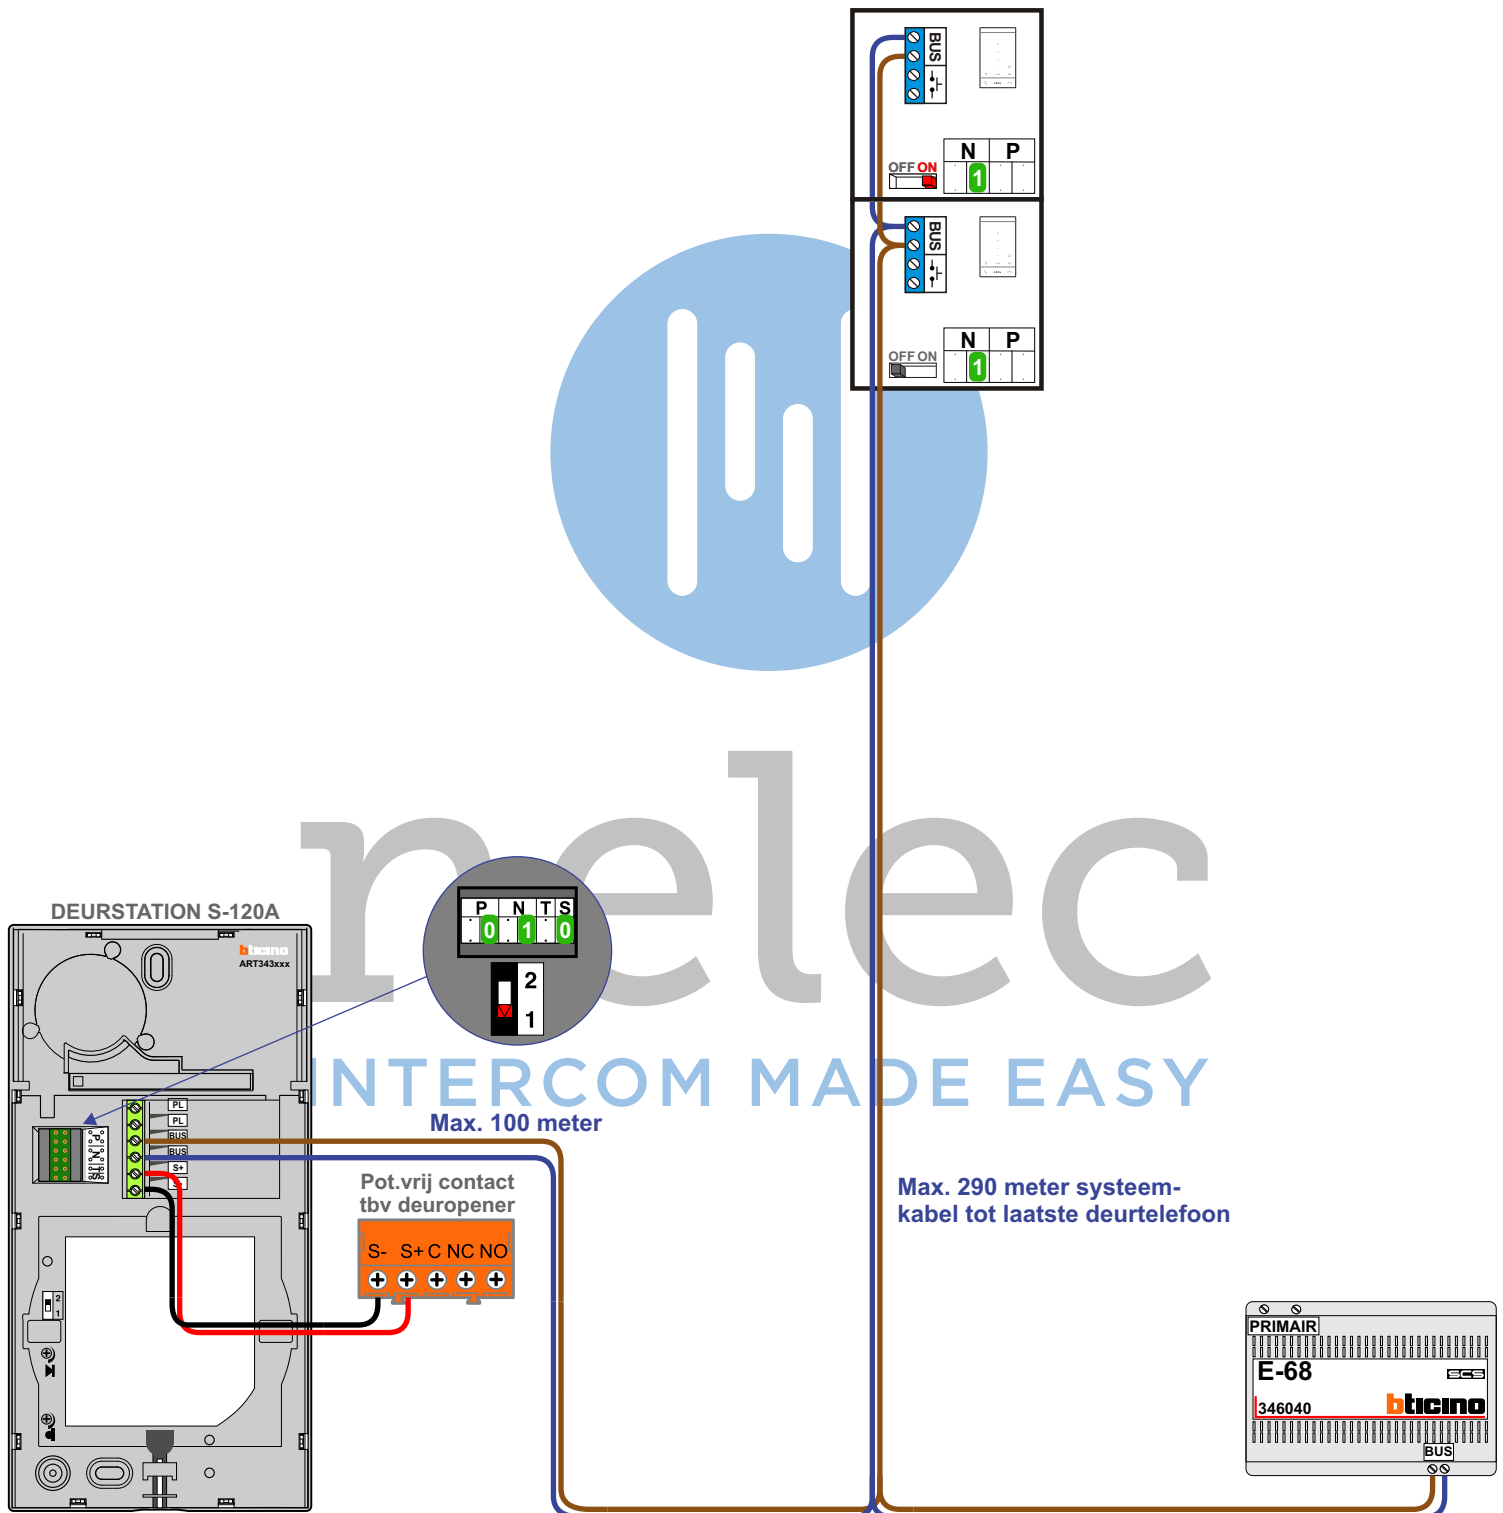 BUS
OFF ON
N P
1
BUS
OFF ON
N P
1
nelec
INTERCOM MADE EASY
DEURSTATION S-120A
bticino
ART343xxx
P N T S
0 1 0
2
1
PL
PL
BUS
BUS
S+
P N T S
2
1
Max. 100 meter
Pot.vrij contact
tbv deuropener
S- S+ C NC NO
Max. 290 meter systeem-
kabel tot laatste deurtelefoon
PRIMAIR
E-68
SCS
346040
bticino
BUS